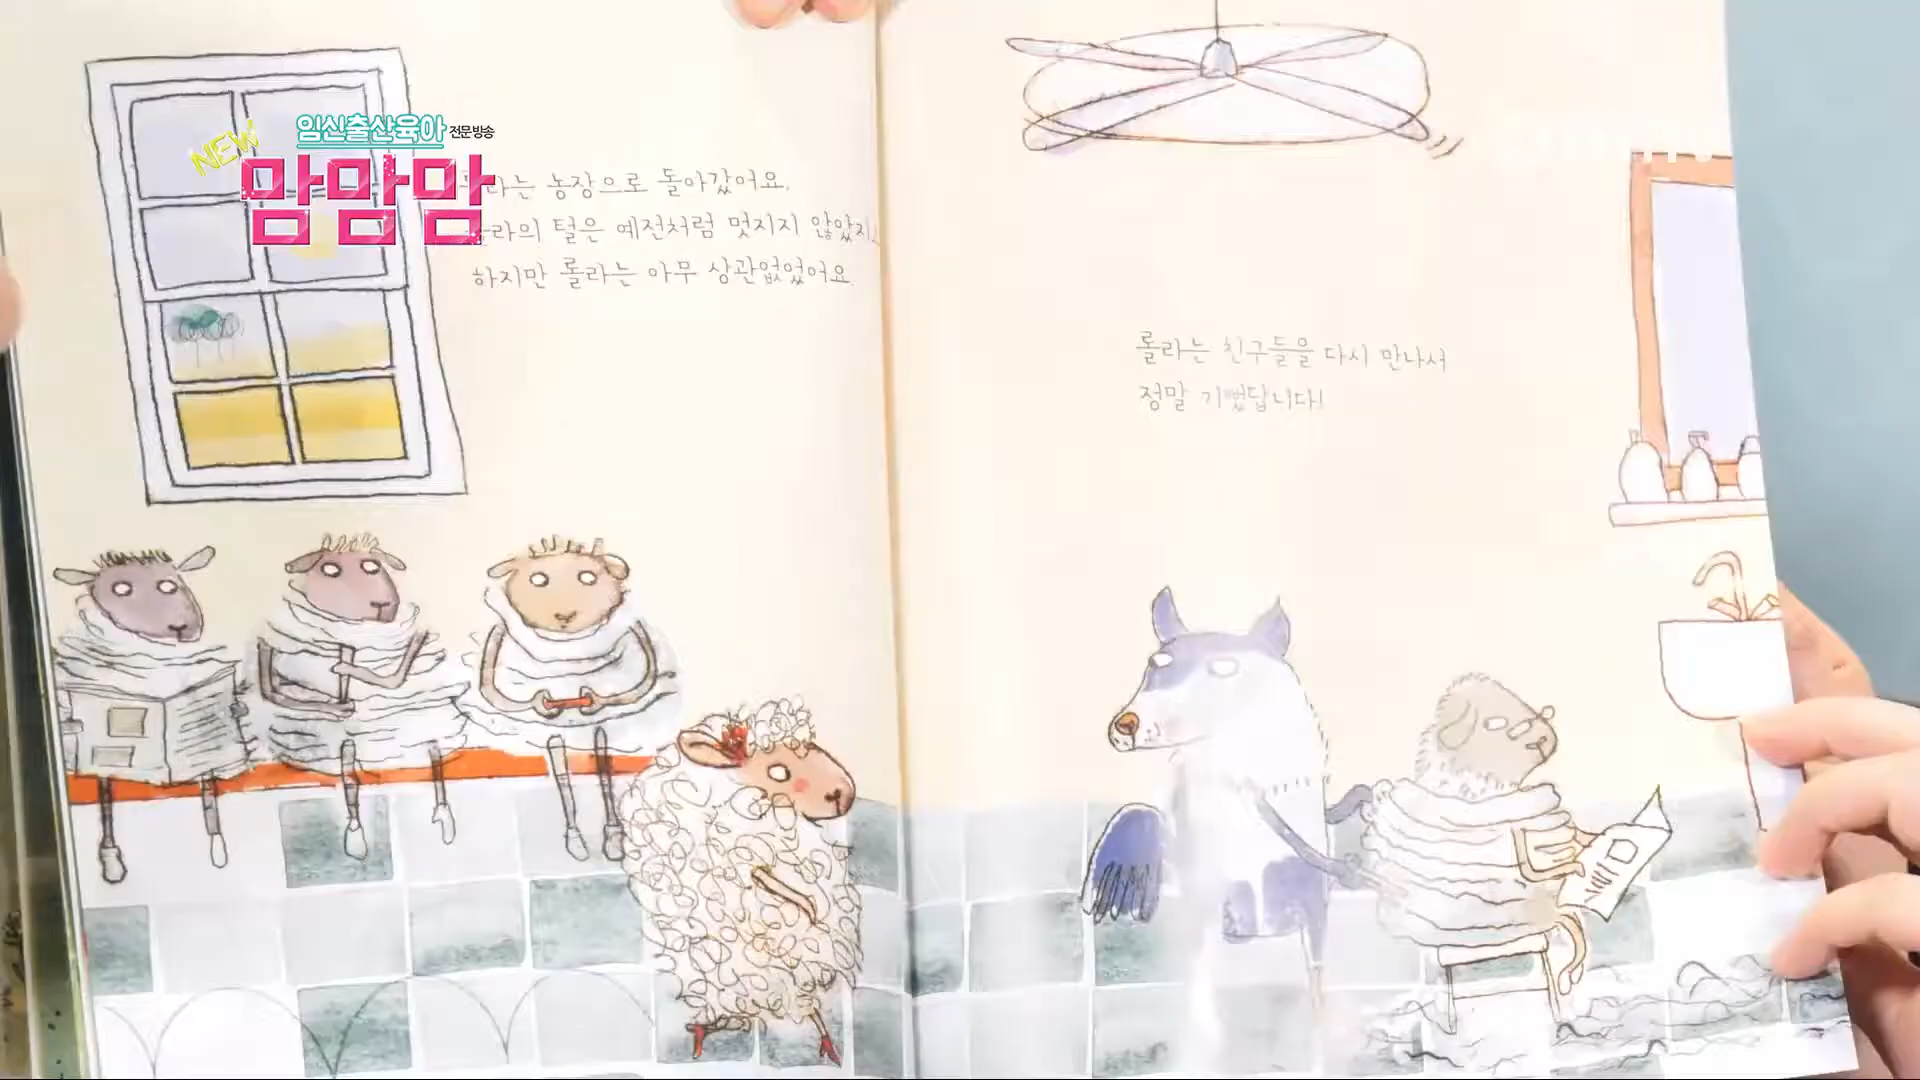 NEW
임신출산육아 전문방송
맘맘맘
라는 농장으로 돌아갔어요.
라의 털은 예전처럼 멋지지 않았지
하지만 롤라는 아무 상관없었어요
롤라는 친구들을 다시 만나서
정말 기뻤답니다!